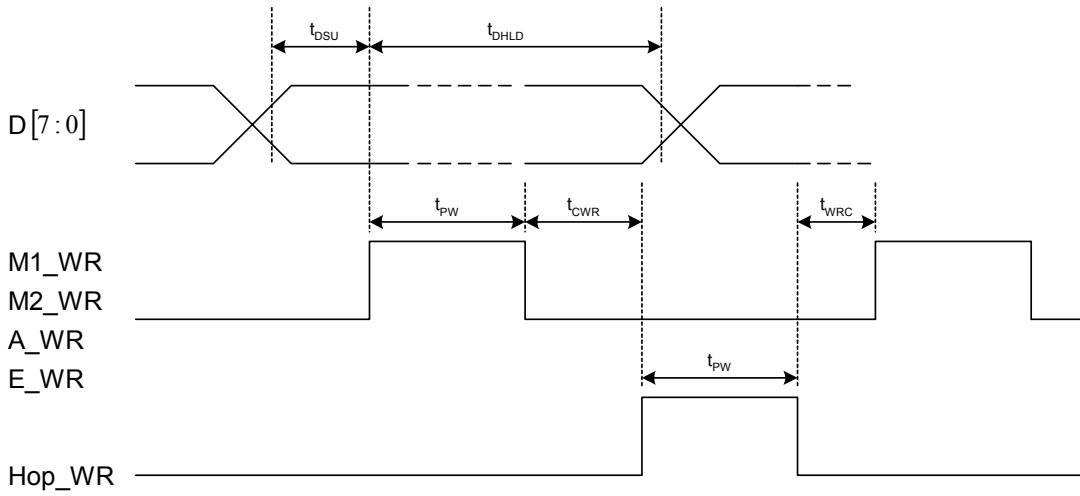 t_DSU t_DHLD
D[7:0]
t_PW t_CWR t_WRC
M1_WR
M2_WR
A_WR
E_WR
t_PW
Hop_WR